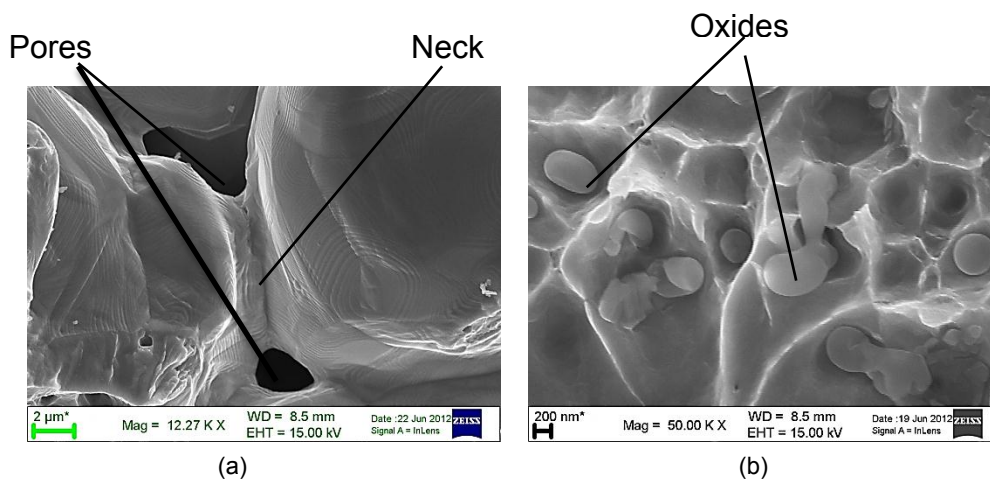 Pores
Neck
Oxides
2 µm*
Mag = 12.27 K X
WD = 8.5 mm
EHT = 15.00 kV
Date :22 Jun 2012
Signal A = InLens
ZEISS
200 nm*
Mag = 50.00 K X
WD = 8.5 mm
EHT = 15.00 kV
Date :19 Jun 2012
Signal A = InLens
ZEISS
(a)
(b)